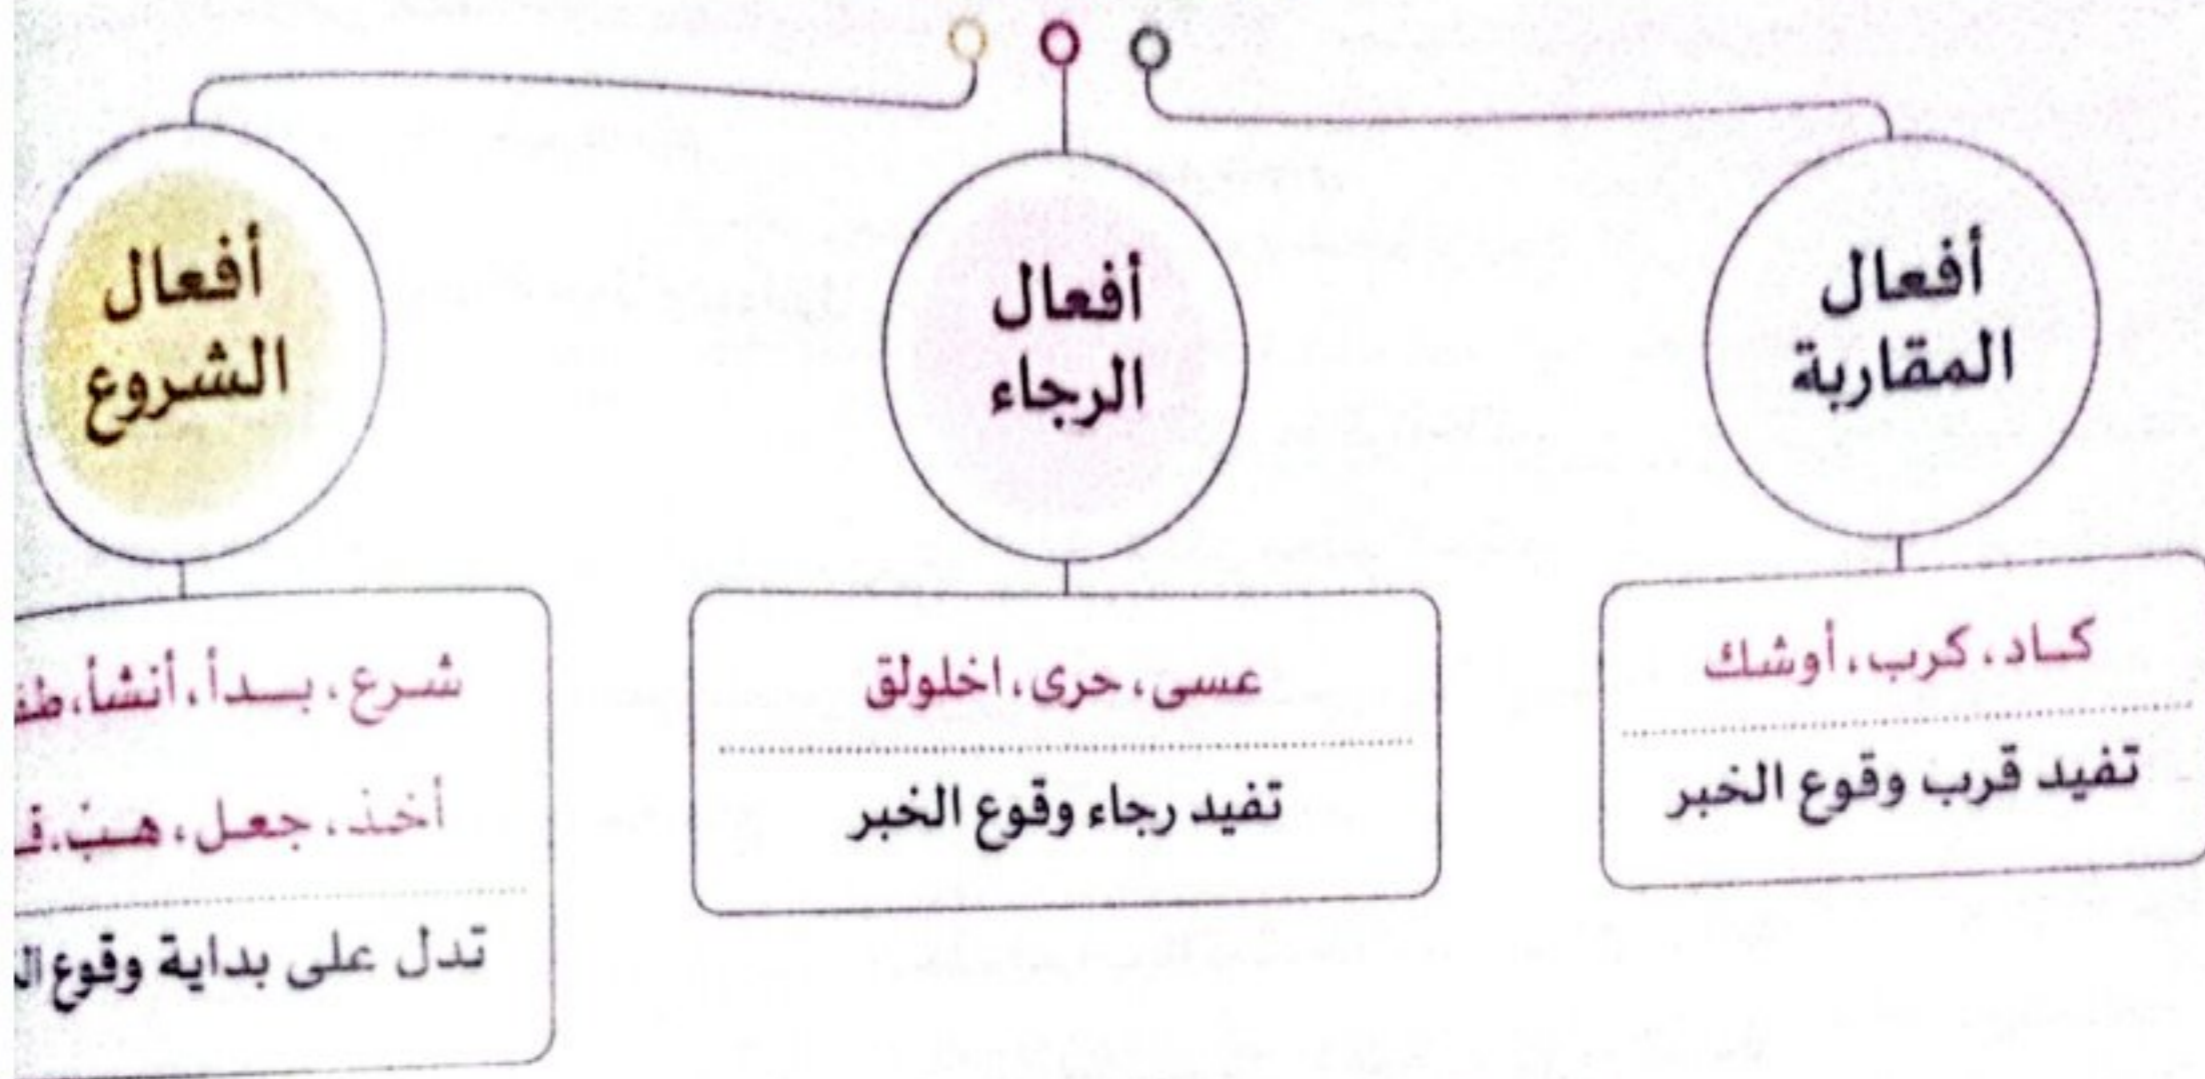 أفعال
المقاربة
كاد، كرب، أوشك
تفيد قرب وقوع الخبر
أفعال
الرجاء
عسى، حرى، اخلولق
تفيد رجاء وقوع الخبر
أفعال
الشروع
شرع، بدأ، أنشأ،
أخذ، جعل، هبّ،
تدل على بداية وقوع